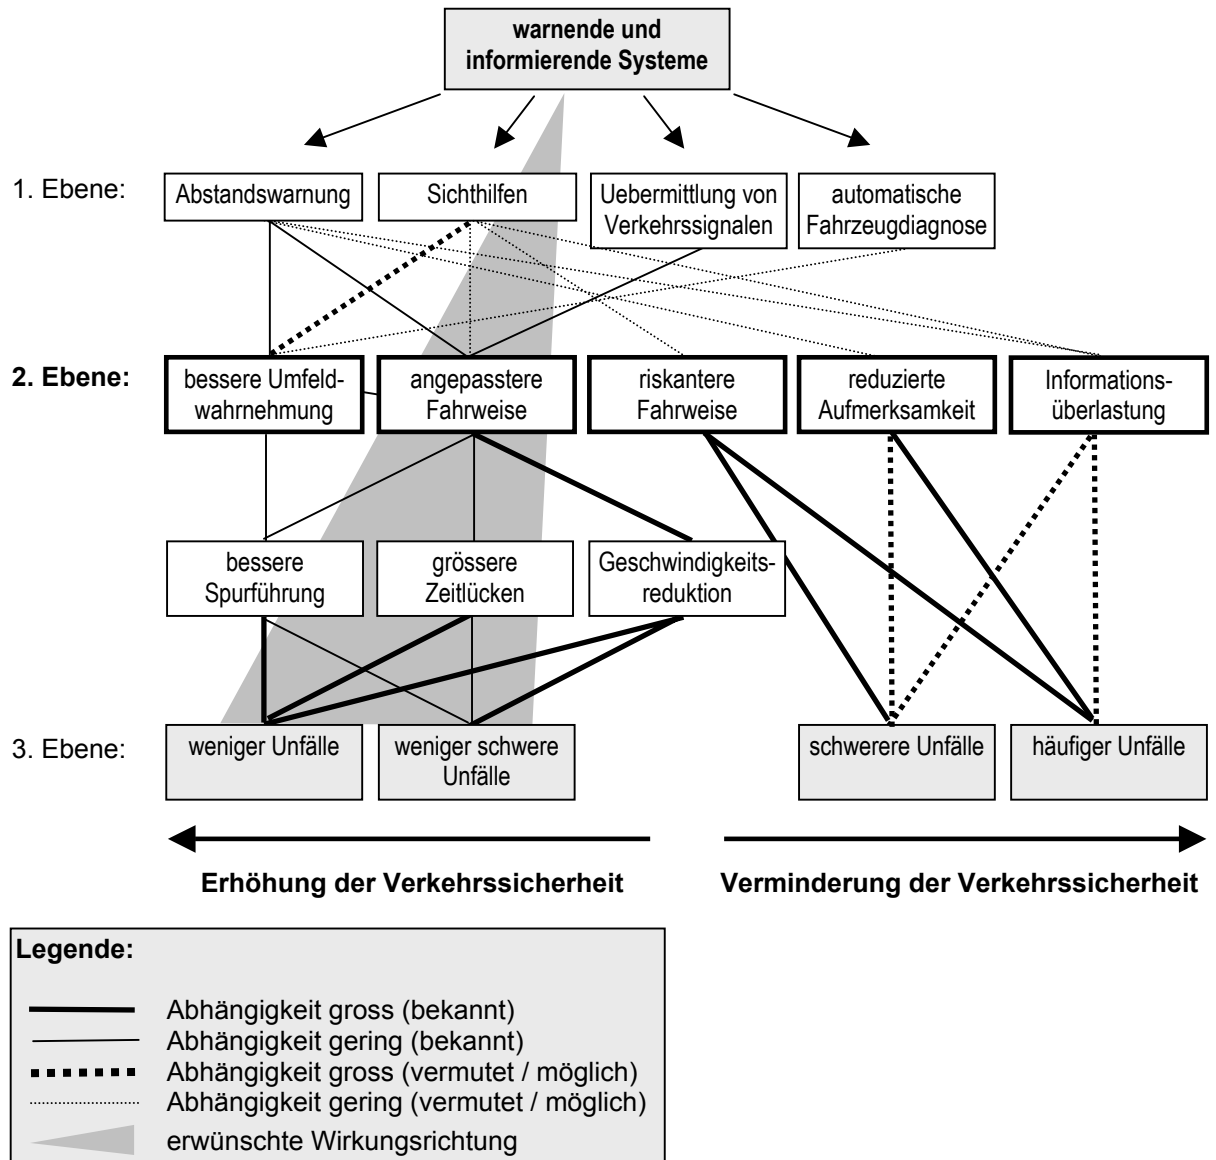 warnende und
informierende Systeme
1. Ebene:
Abstandswarnung
Sichthilfen
Uebermittlung von
Verkehrssignalen
automatische
Fahrzeugdiagnose
2. Ebene:
bessere Umfeld-
wahrnehmung
angepasstere
Fahrweise
riskantere
Fahrweise
reduzierte
Aufmerksamkeit
Informations-
überlastung
bessere
Spurführung
grössere
Zeitlücken
Geschwindigkeits-
reduktion
3. Ebene:
weniger Unfälle
weniger schwere
Unfälle
schwerere Unfälle
häufiger Unfälle
Erhöhung der Verkehrssicherheit
Verminderung der Verkehrssicherheit
Legende:
Abhängigkeit gross (bekannt)
Abhängigkeit gering (bekannt)
Abhängigkeit gross (vermutet / möglich)
Abhängigkeit gering (vermutet / möglich)
erwünschte Wirkungsrichtung